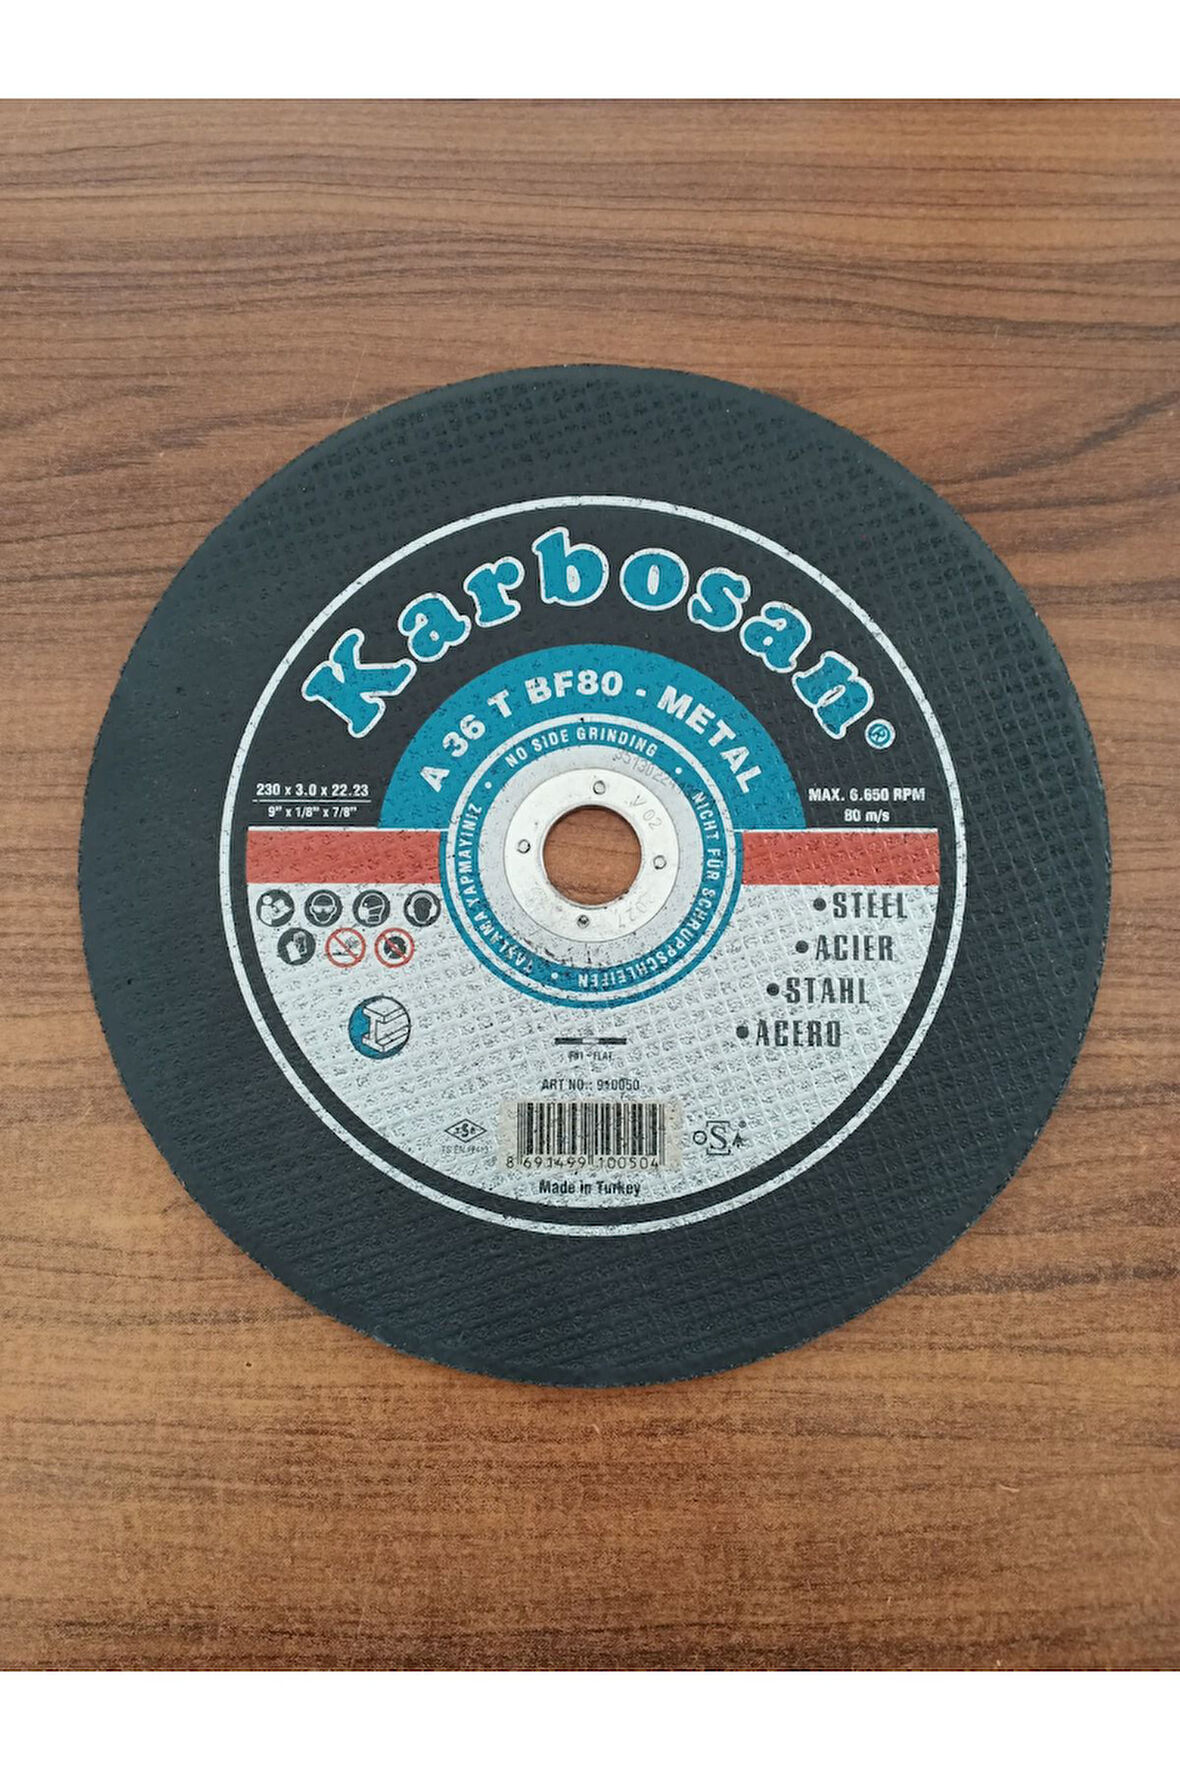 Karbosan®
A 36 T BF80 - METAL
• NO SIDE GRINDING •
NICHT FÜR SCHRUPPSCHLEIFEN •
TAŞLAMA YAPMAYINIZ
230 x 3.0 x 22.23
9" x 1/8" x 7/8"
MAX. 6.650 RPM
80 m/s
V 02
•STEEL
•ACIER
•STAHL
•ACERO
ART NO.: 910050
8 691499 100504
Made in Turkey